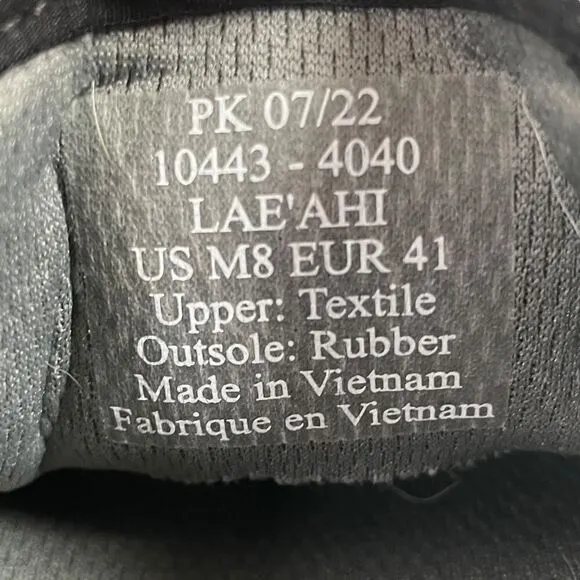 PK 07/22
10443 - 4040
LAE'AHI
US M8 EUR 41
Upper: Textile
Outsole: Rubber
Made in Vietnam
Fabrique en Vietnam